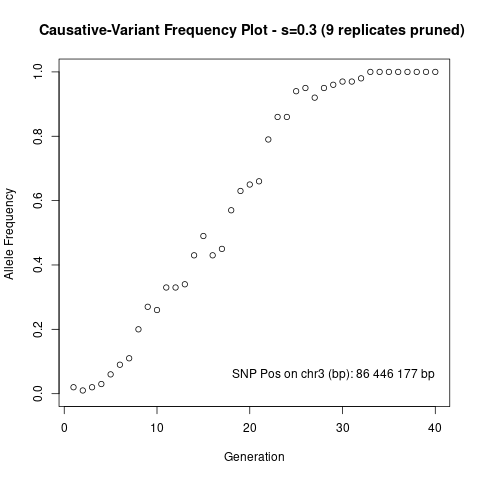 Causative-Variant Frequency Plot - s=0.3 (9 replicates pruned)
1.0
0.8
0.6
0.4
0.2
0.0
Allele Frequency
SNP Pos on chr3 (bp): 86 446 177 bp
0 10 20 30 40
Generation